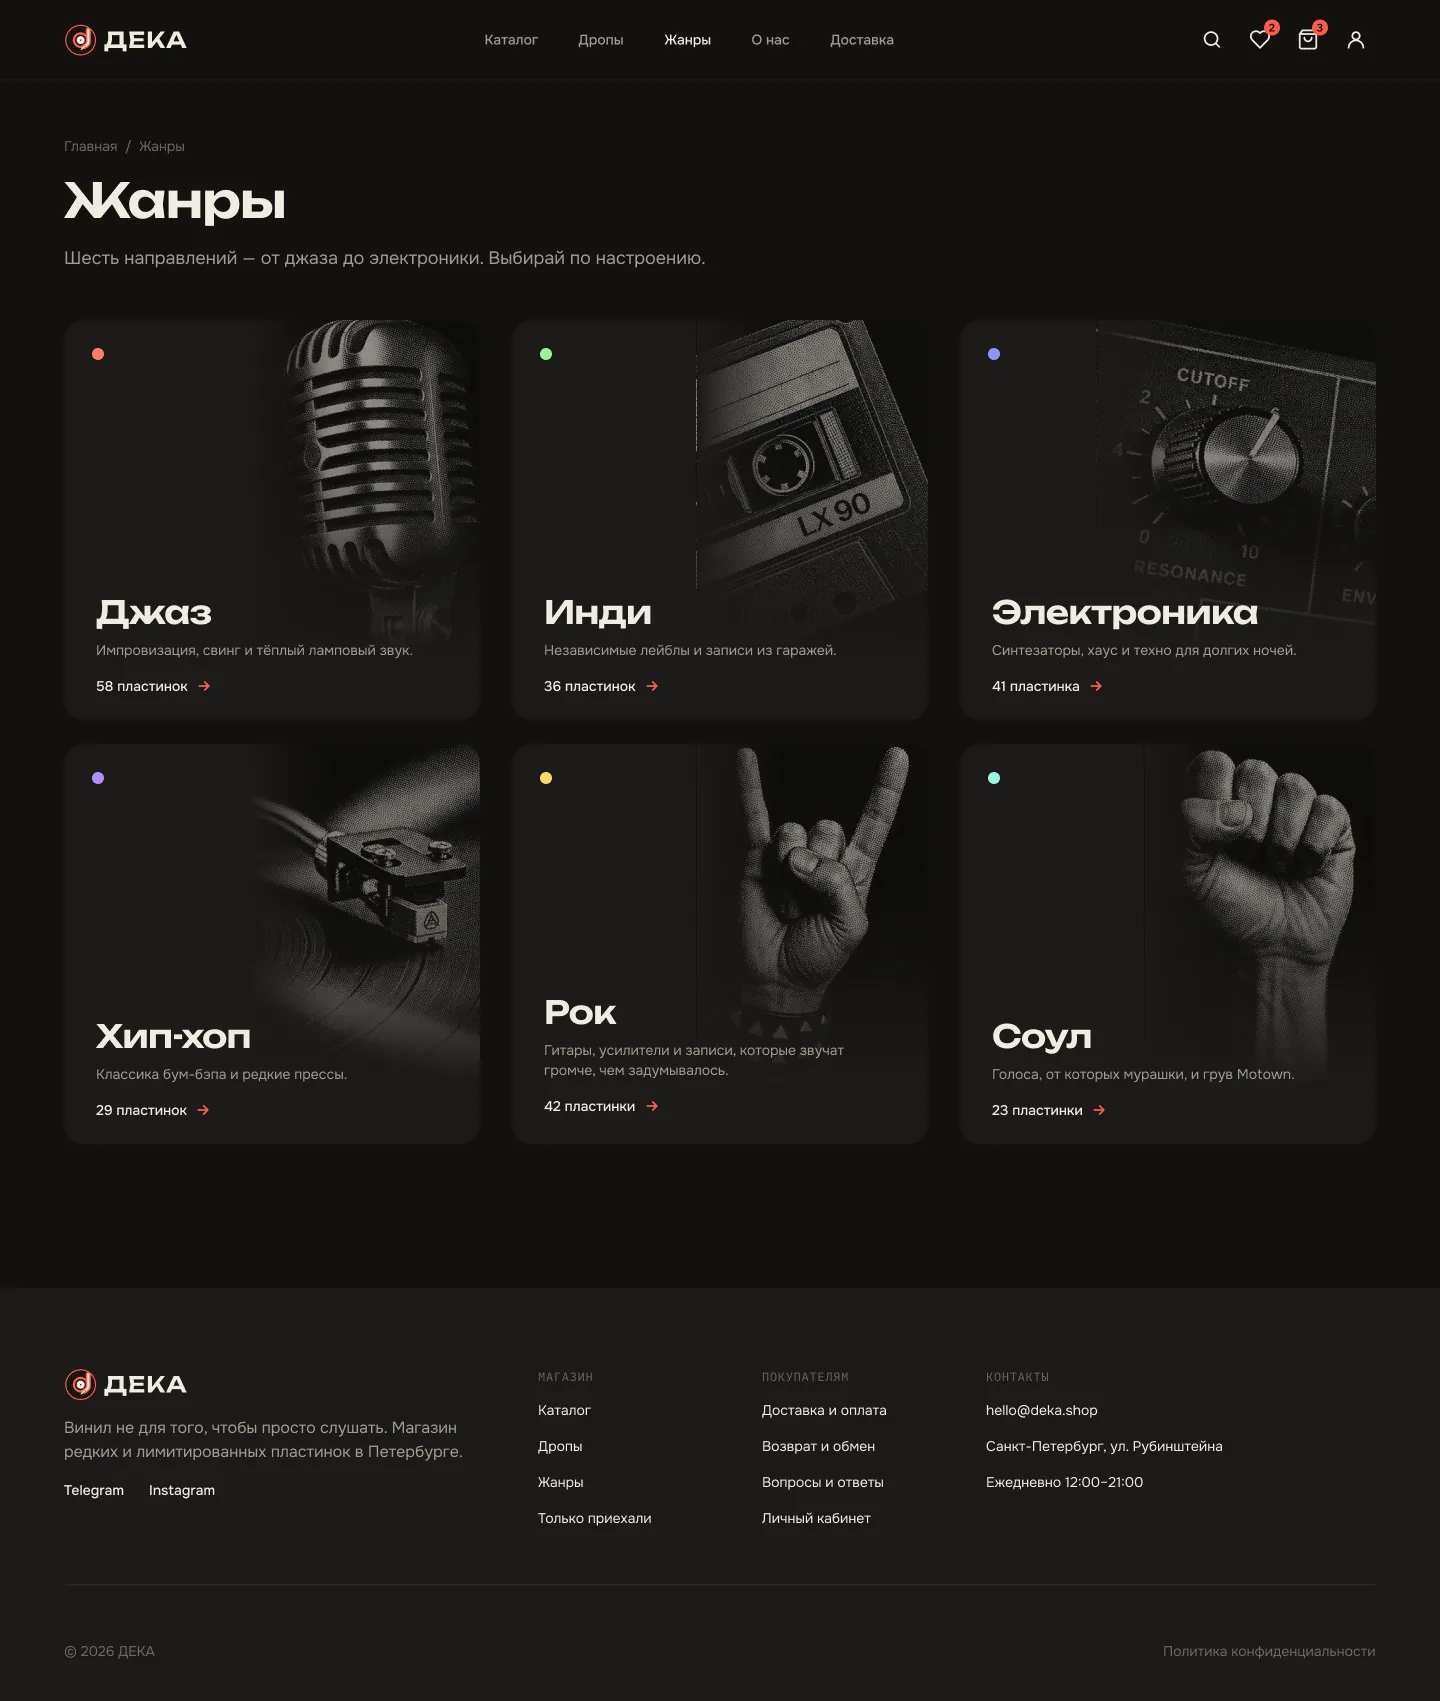 ДЕКА
Каталог
Дропы
Жанры
О нас
Доставка
2
3
Главная / Жанры
Жанры
Шесть направлений — от джаза до электроники. Выбирай по настроению.
Джаз
Импровизация, свинг и тёплый ламповый звук.
58 пластинок →
LX 90
Инди
Независимые лейблы и записи из гаражей.
36 пластинок →
CUTOFF
2
4
0
10
RESONANCE
ENV
Электроника
Синтезаторы, хаус и техно для долгих ночей.
41 пластинка →
Хип-хоп
Классика бум-бэпа и редкие прессы.
29 пластинок →
Рок
Гитары, усилители и записи, которые звучат
громче, чем задумывалось.
42 пластинки →
Соул
Голоса, от которых мурашки, и грув Motown.
23 пластинки →
ДЕКА
Винил не для того, чтобы просто слушать. Магазин
редких и лимитированных пластинок в Петербурге.
Telegram
Instagram
МАГАЗИН
Каталог
Дропы
Жанры
Только приехали
ПОКУПАТЕЛЯМ
Доставка и оплата
Возврат и обмен
Вопросы и ответы
Личный кабинет
КОНТАКТЫ
hello@deka.shop
Санкт-Петербург, ул. Рубинштейна
Ежедневно 12:00–21:00
© 2026 ДЕКА
Политика конфиденциальности